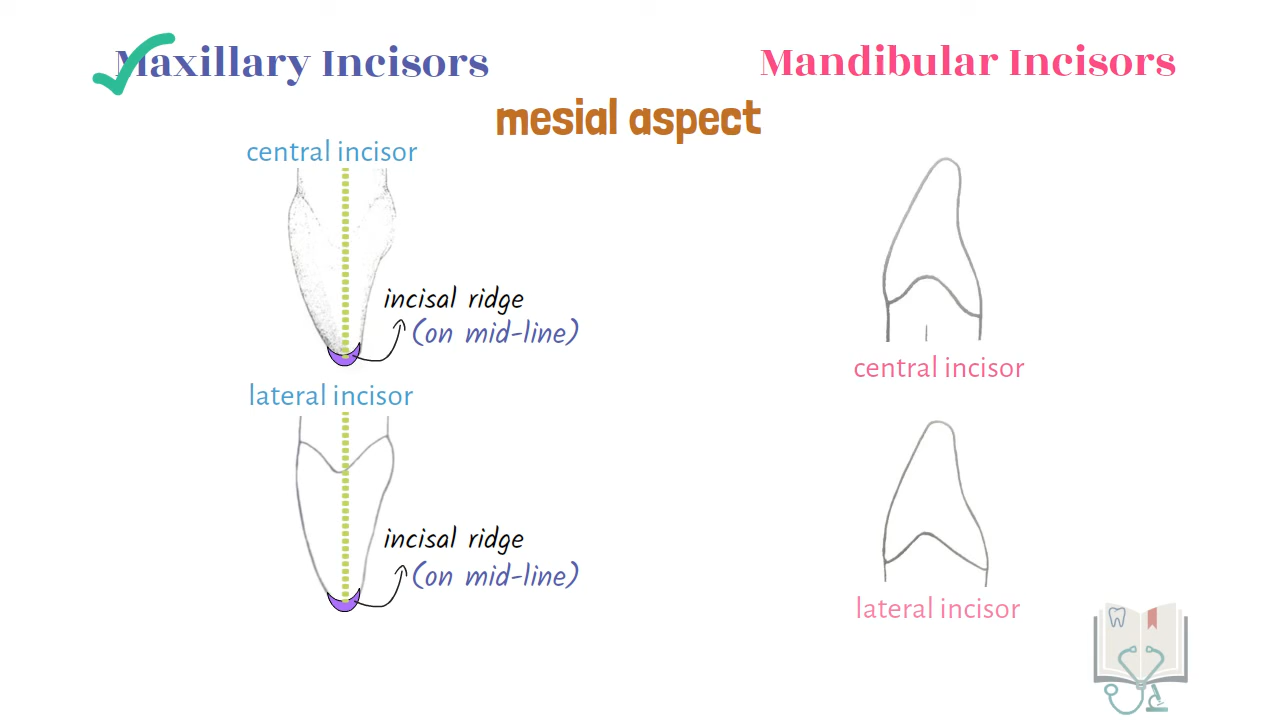 Maxillary Incisors
Mandibular Incisors
mesial aspect
central incisor
incisal ridge
(on mid-line)
lateral incisor
incisal ridge
(on mid-line)
central incisor
lateral incisor